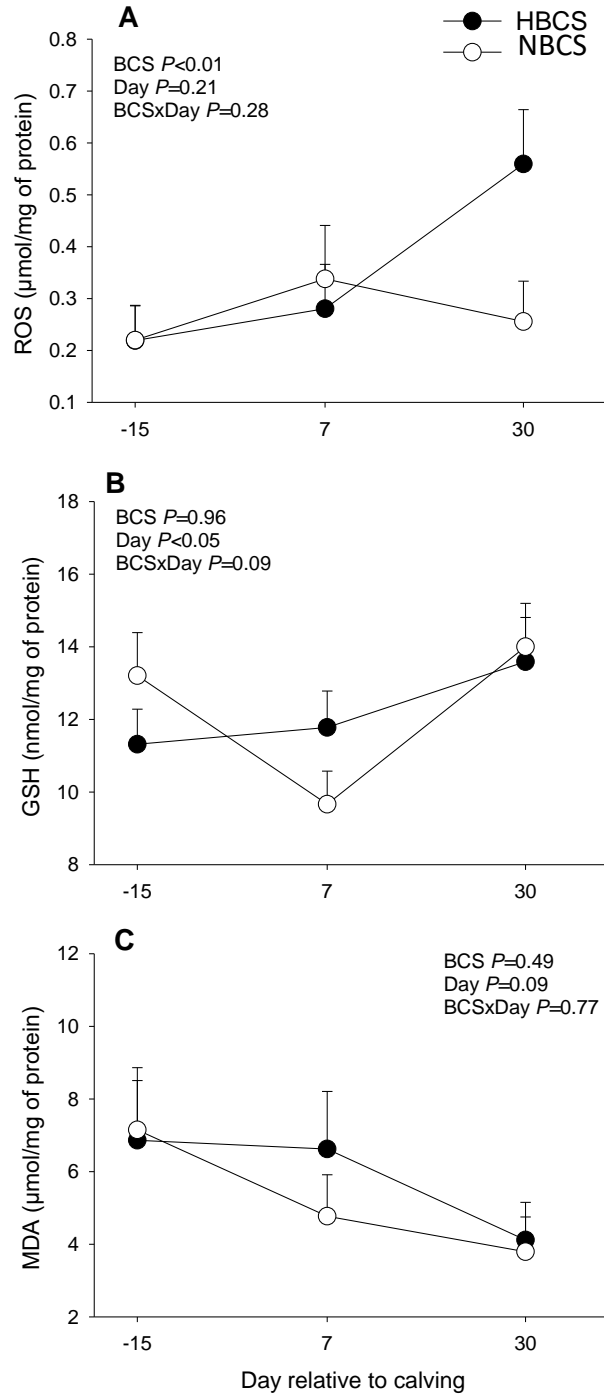 A
HBCS
NBCS
BCS P<0.01
Day P=0.21
BCSxDay P=0.28
ROS (µmol/mg of protein)
0.8
0.7
0.6
0.5
0.4
0.3
0.2
0.1
-15 7 30
B
BCS P=0.96
Day P<0.05
BCSxDay P=0.09
GSH (nmol/mg of protein)
18
16
14
12
10
8
-15 7 30
C
BCS P=0.49
Day P=0.09
BCSxDay P=0.77
MDA (µmol/mg of protein)
12
10
8
6
4
2
-15 7 30
Day relative to calving